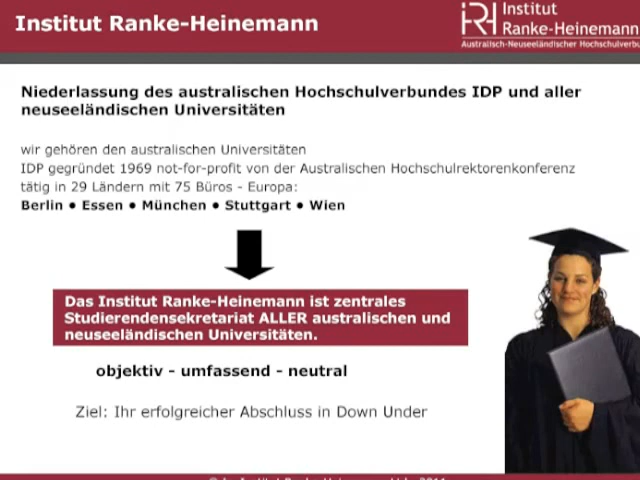 Institut Ranke-Heinemann
Institut
Ranke-Heinemann
Australisch-Neuseeländischer Hochschulverbu
Niederlassung des australischen Hochschulverbundes IDP und aller
neuseeländischen Universitäten
wir gehören den australischen Universitäten
IDP gegründet 1969 not-for-profit von der Australischen Hochschulrektorenkonferenz
tätig in 29 Ländern mit 75 Büros - Europa:
Berlin • Essen • München • Stuttgart • Wien
Das Institut Ranke-Heinemann ist zentrales
Studierendensekretariat ALLER australischen und
neuseeländischen Universitäten.
objektiv - umfassend - neutral
Ziel: Ihr erfolgreicher Abschluss in Down Under